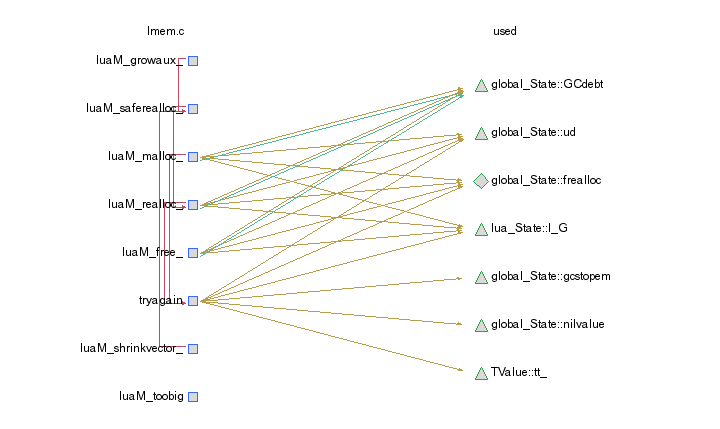 lmem.c
used
luaM_growaux_
luaM_saferealloc_
luaM_malloc_
luaM_realloc_
luaM_free_
tryagain
luaM_shrinkvector_
luaM_toobig
global_State::GCdebt
global_State::ud
global_State::frealloc
lua_State::l_G
global_State::gcstopem
global_State::nilvalue
TValue::tt_